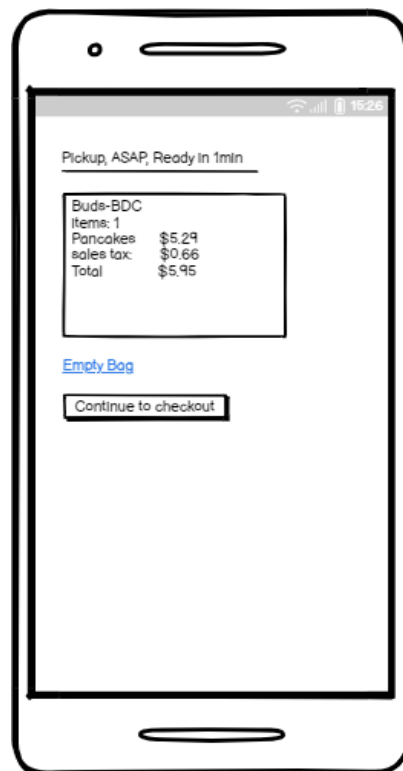 15:26
Pickup, ASAP, Ready in 1min
Buds-BDC
items: 1
Pancakes $5.29
sales tax: $0.66
Total $5.95
Empty Bag
Continue to checkout